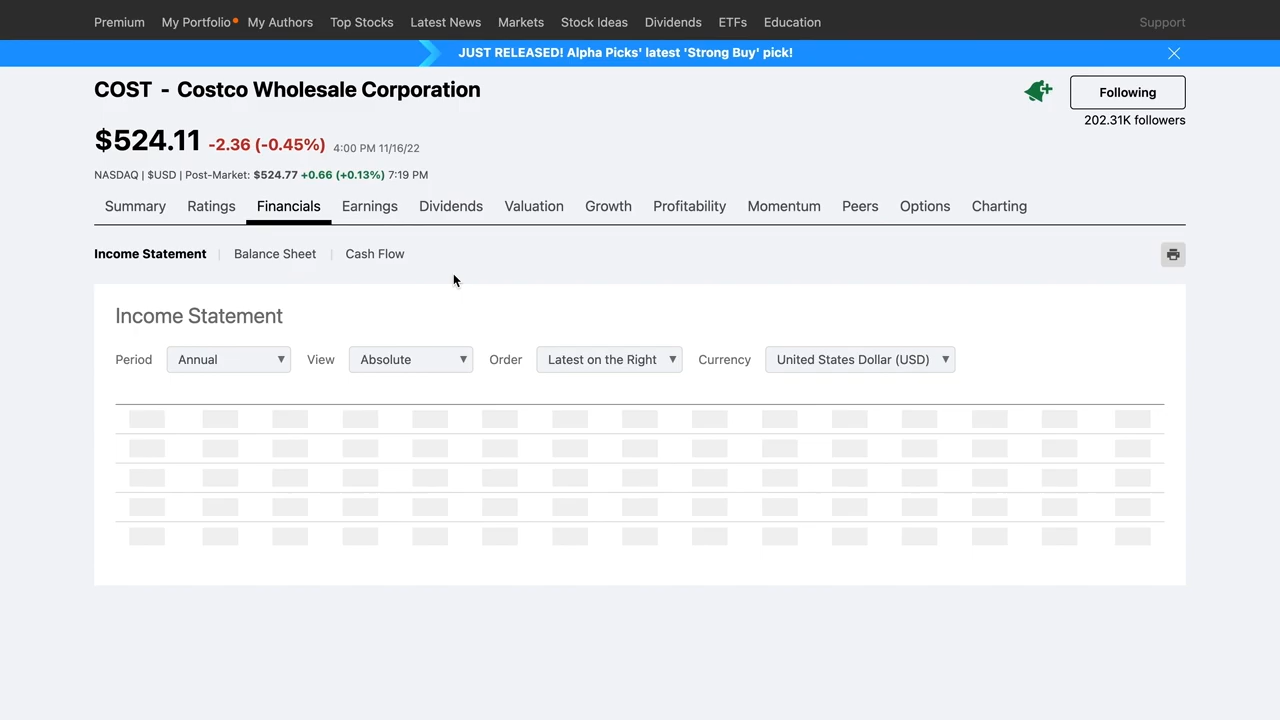 Premium My Portfolio My Authors Top Stocks Latest News Markets Stock Ideas Dividends ETFs Education Support
JUST RELEASED! Alpha Picks' latest 'Strong Buy' pick!
COST - Costco Wholesale Corporation
Following
202.31K followers
$524.11 -2.36 (-0.45%) 4:00 PM 11/16/22
NASDAQ | $USD | Post-Market: $524.77 +0.66 (+0.13%) 7:19 PM
Summary Ratings Financials Earnings Dividends Valuation Growth Profitability Momentum Peers Options Charting
Income Statement | Balance Sheet | Cash Flow
Income Statement
Period Annual View Absolute Order Latest on the Right Currency United States Dollar (USD)